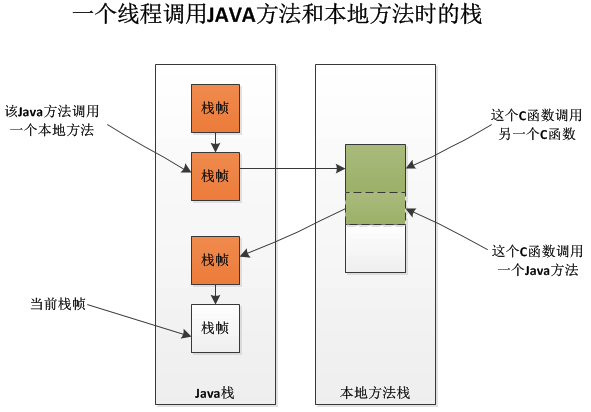 一个线程调用JAVA方法和本地方法时的栈
该Java方法调用
一个本地方法
栈帧
栈帧
栈帧
栈帧
当前栈帧
Java栈
这个C函数调用
另一个C函数
这个C函数调用
一个Java方法
本地方法栈